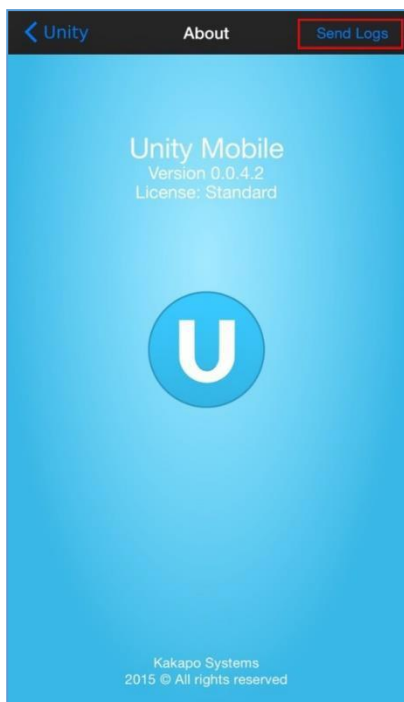 Unity About Send Logs
Unity Mobile
Version 0.0.4.2
License: Standard
U
Kakapo Systems
2015 © All rights reserved